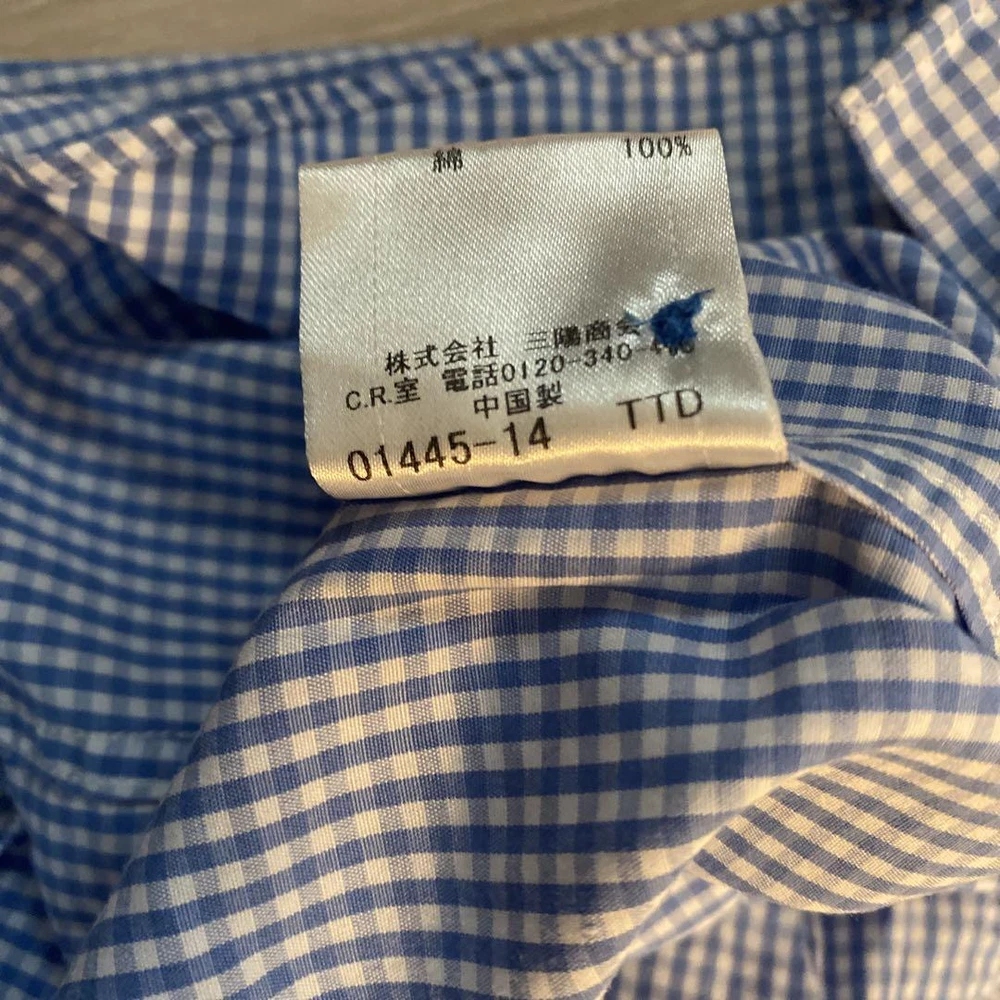 綿 100%
株式会社 三陽商会
C.R.室 電話0120-340-
中国製
01445-14 TTD